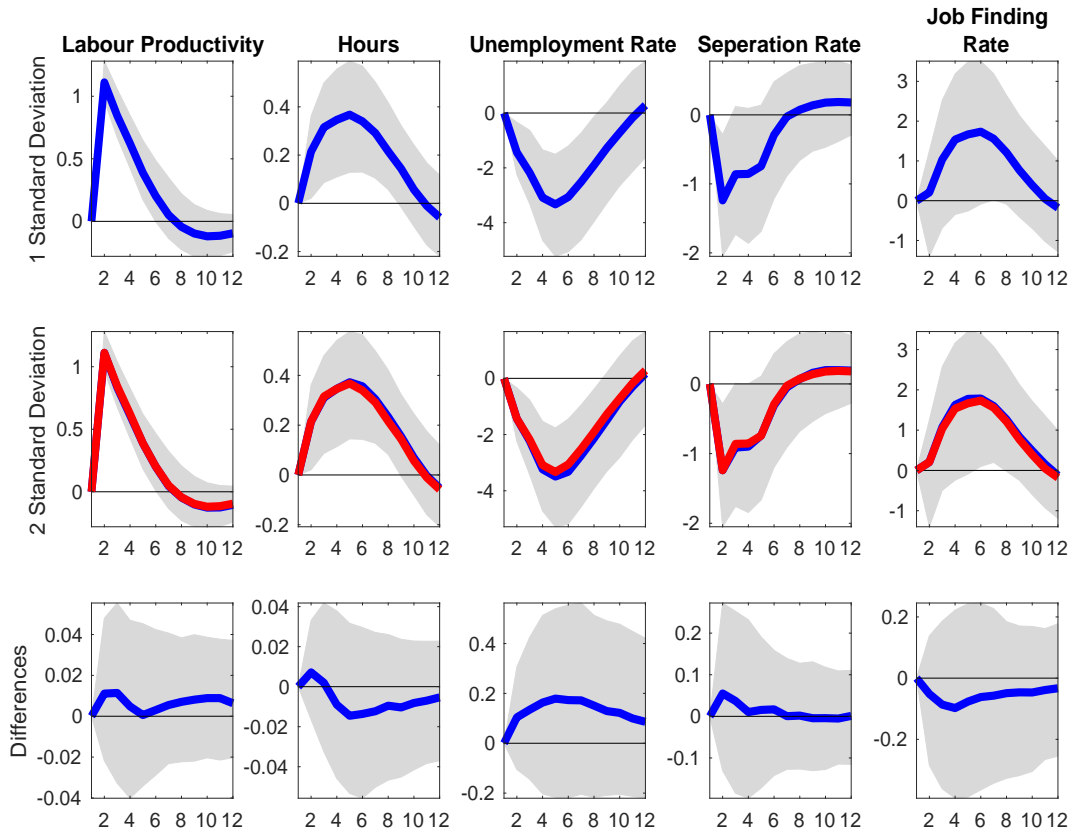 Labour Productivity
Hours
Unemployment Rate
Seperation Rate
Job Finding
Rate
1 Standard Deviation
1
0.5
0
2 4 6 8 10 12
0.4
0.2
0
-0.2
2 4 6 8 10 12
0
-2
-4
2 4 6 8 10 12
0
-1
-2
2 4 6 8 10 12
3
2
1
0
-1
2 4 6 8 10 12
2 Standard Deviation
1
0.5
0
2 4 6 8 10 12
0.4
0.2
0
-0.2
2 4 6 8 10 12
0
-2
-4
2 4 6 8 10 12
0
-1
-2
2 4 6 8 10 12
3
2
1
0
-1
2 4 6 8 10 12
Differences
0.04
0.02
0
-0.02
-0.04
2 4 6 8 10 12
0.04
0.02
0
-0.02
-0.04
2 4 6 8 10 12
0.4
0.2
0
-0.2
2 4 6 8 10 12
0.2
0.1
0
-0.1
2 4 6 8 10 12
0.2
0
-0.2
2 4 6 8 10 12